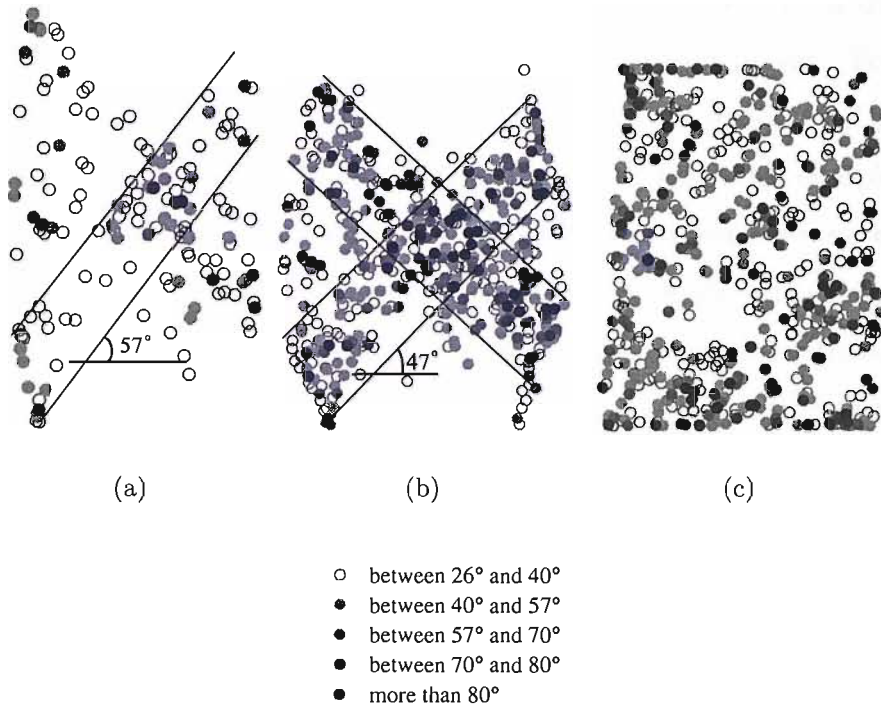 57°
47°
(a)
(b)
(c)
between 26° and 40°
between 40° and 57°
between 57° and 70°
between 70° and 80°
more than 80°